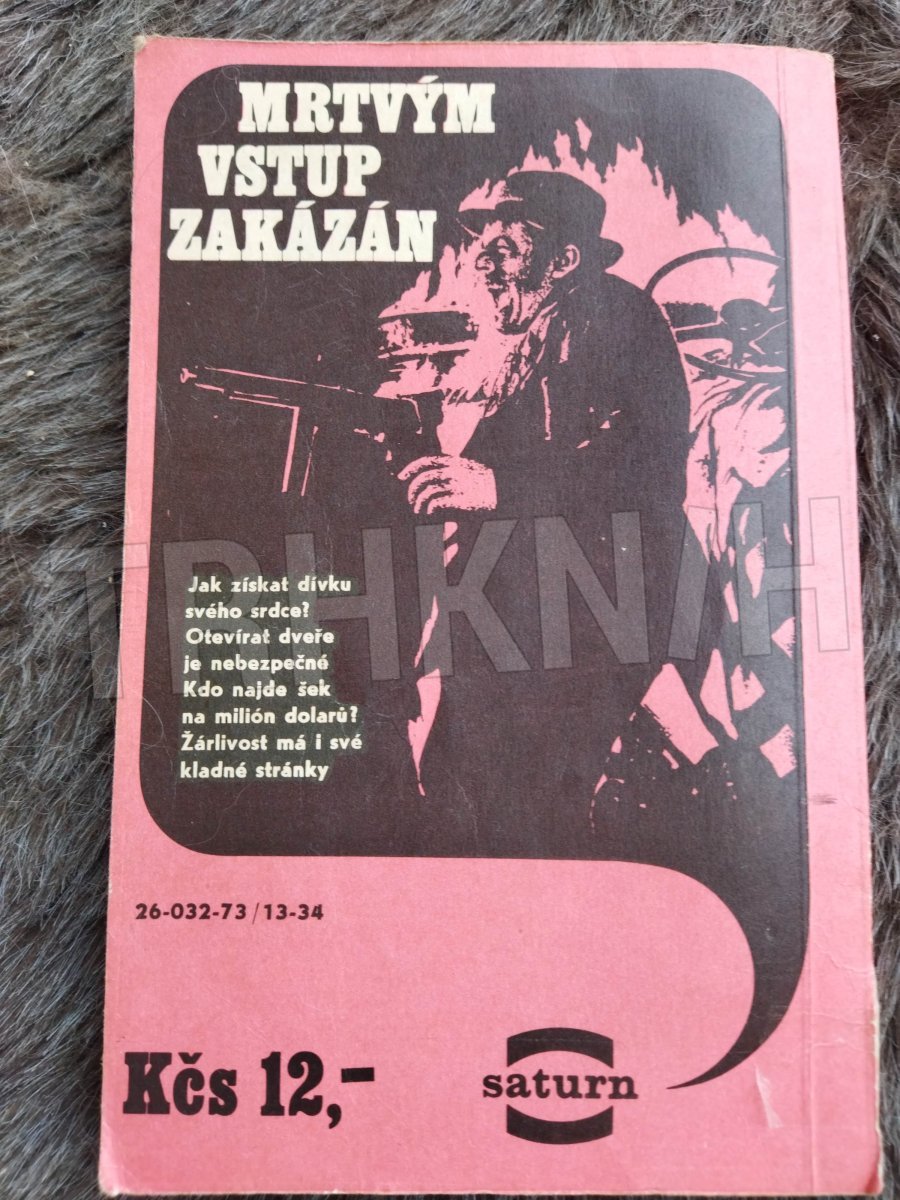 MRTVÝM
VSTUP
ZAKÁZÁN
Jak získat dívku
svého srdce?
Otevírat dveře
je nebezpečné
Kdo najde šek
na milión dolarů?
Žárlivost má i své
kladné stránky
TRHKNIH
26-032-73/13-34
Kčs 12,-
saturn